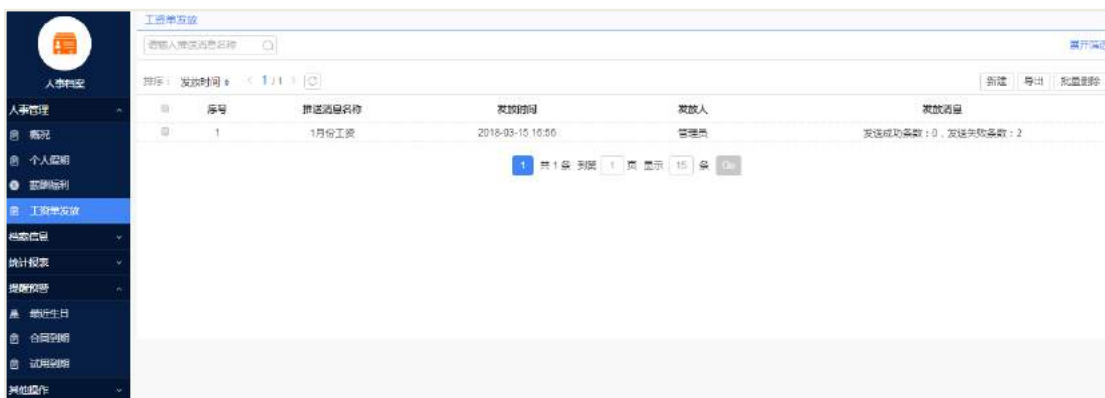 工资单发放
请输入推送消息名称
展开筛选
人事档案
排序： 发放时间 1 / 1
新建 导出 批量删除
人事管理
序号 推送消息名称 发放时间 发放人 发放消息
概况
1 1月份工资 2018-03-15 16:56 管理员 发送成功条数：0，发送失败条数：2
个人假期
1 共1条 到第 1 页 显示 15 条 Go
薪酬福利
工资单发放
档案信息
统计报表
提醒预警
最近生日
合同到期
试用到期
其他操作